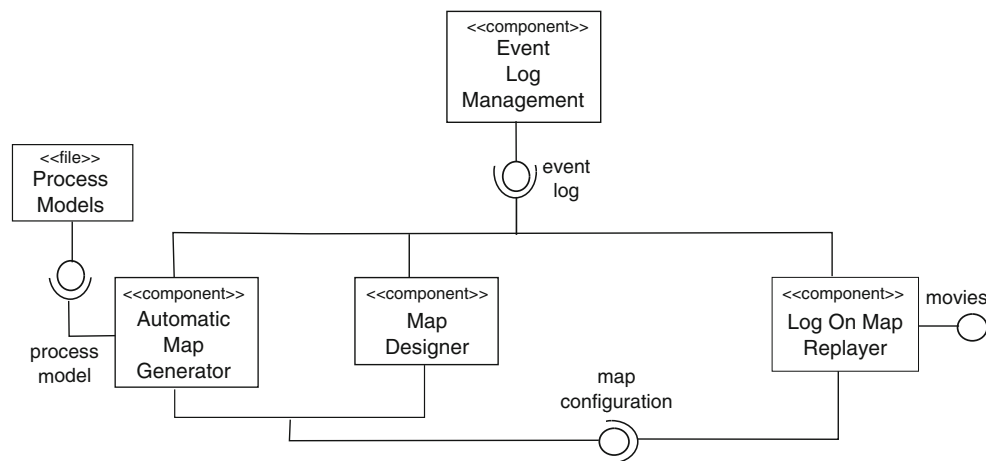 <<component>>
Event
Log
Management
event
log
<<file>>
Process
Models
process
model
<<component>>
Automatic
Map
Generator
<<component>>
Map
Designer
<<component>>
Log On Map
Replayer
movies
map
configuration